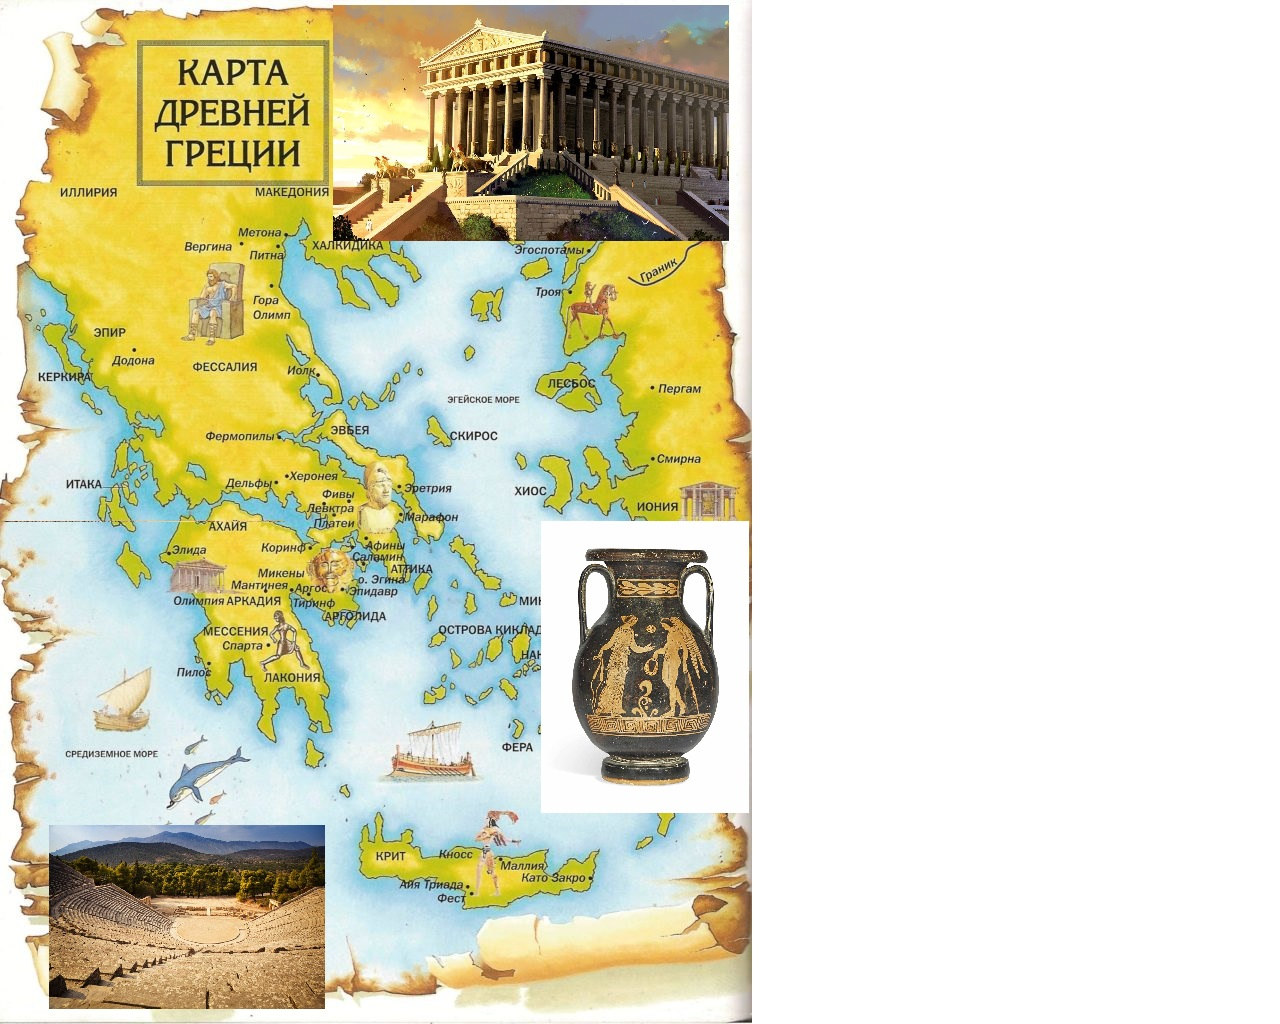 КАРТА
ДРЕВНЕЙ
ГРЕЦИИ
ИЛЛИРИЯ
МАКЕДОНИЯ
Метона
ХАЛКИДИКА
Вергина
Питна
Эгоспотамы
Граник
Троя
Гора
Олимп
ЭПИР
Додона
ФЕССАЛИЯ
Иолк
КЕРКИРА
ЛЕСБОС
Пергам
ЭГЕЙСКОЕ МОРЕ
ЭВБЕЯ
Фермопилы
СКИРОС
Смирна
Херонея
ИТАКА
Дельфы
Фивы
Эретрия
ХИОС
Левктра
ИОНИЯ
Платеи
Марафон
АХАЙЯ
Элида
Коринф
Афины
Саламин
АТТИКА
Микены
о. Эгина
Мантинея
Аргос
Эпидавр
Олимпия
АРКАДИЯ
Тиринф
МИК
АРГОЛИДА
МЕССЕНИЯ
ОСТРОВА КИКЛАД
Спарта
НАК
Пилос
ЛАКОНИЯ
ФЕРА
СРЕДИЗЕМНОЕ МОРЕ
КРИТ
Кносс
Маллия
Като Закро
Айя Триада
Фест